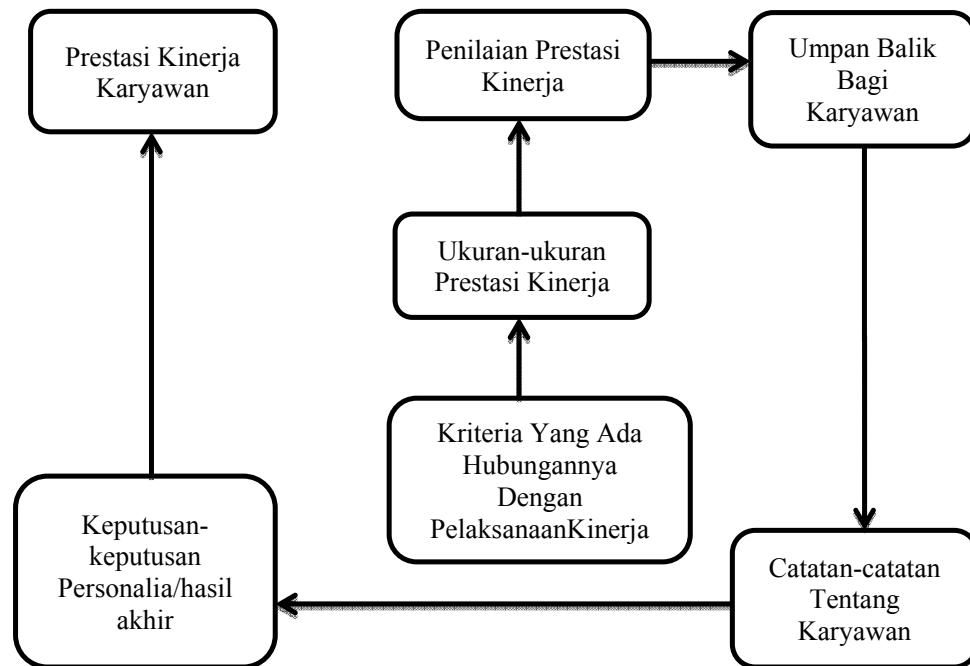 Prestasi Kinerja
Karyawan
Penilaian Prestasi
Kinerja
Umpan Balik
Bagi
Karyawan
Ukuran-ukuran
Prestasi Kinerja
Kriteria Yang Ada
Hubungannya
Dengan
PelaksanaanKinerja
Keputusan-
keputusan
Personalia/hasil
akhir
Catatan-catatan
Tentang
Karyawan